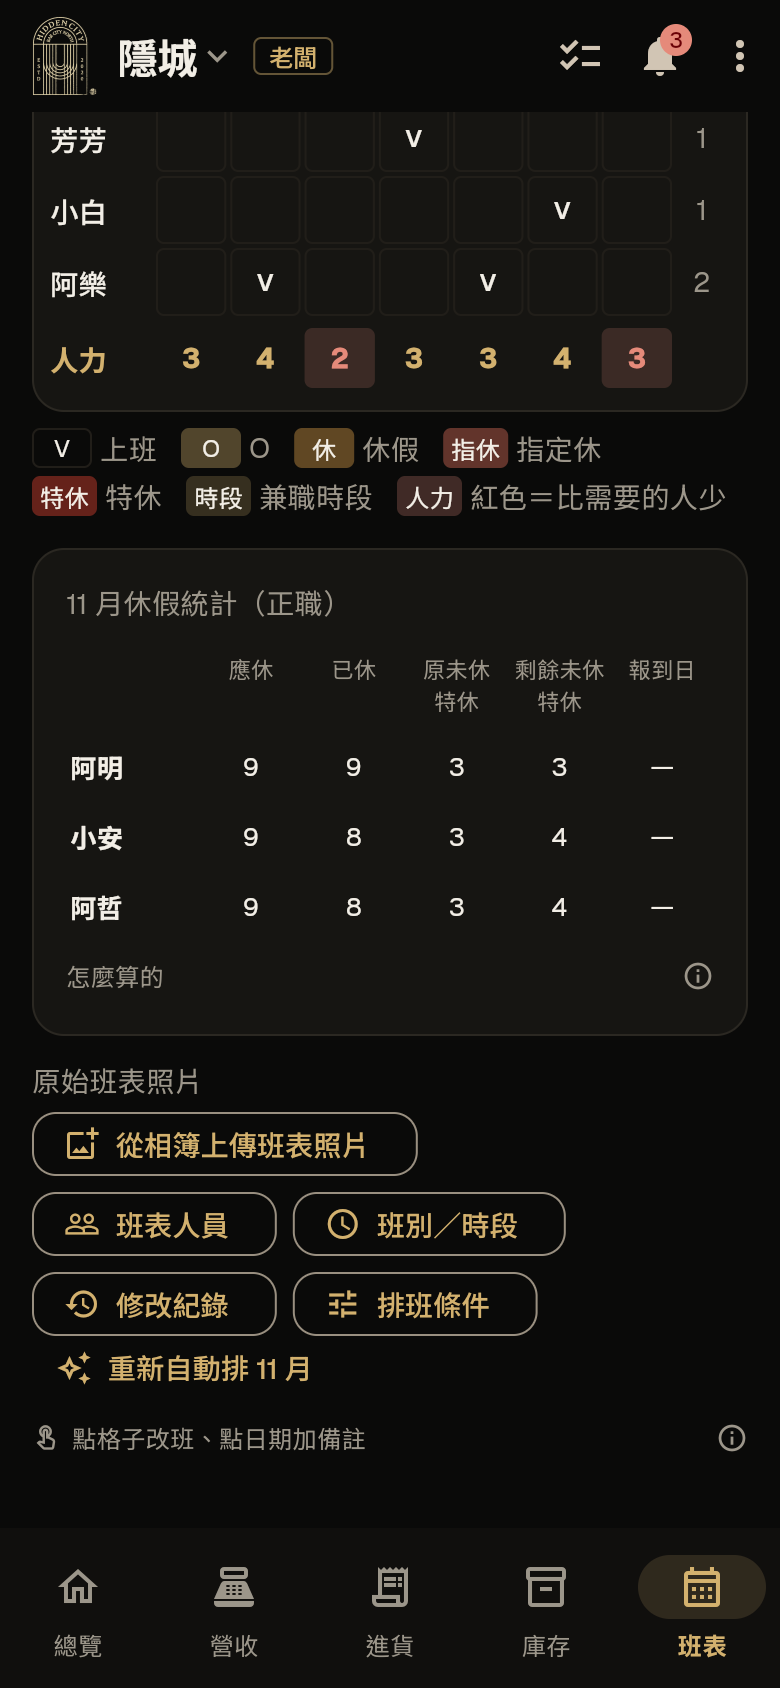 HIDDENCITY
隱城 老闆 3
芳芳 V 1
小白 V 1
阿樂 V V 2
人力 3 4 2 3 3 4 3
V 上班 O O 休 休假 指休 指定休
特休 特休 時段 兼職時段 人力 紅色＝比需要的人少
11 月休假統計（正職）
應休 已休 原未休 剩餘未休 報到日
特休 特休
阿明 9 9 3 3 —
小安 9 8 3 4 —
阿哲 9 8 3 4 —
怎麼算的
原始班表照片
從相簿上傳班表照片
班表人員 班別／時段
修改紀錄 排班條件
重新自動排 11 月
點格子改班、點日期加備註
總覽 營收 進貨 庫存 班表